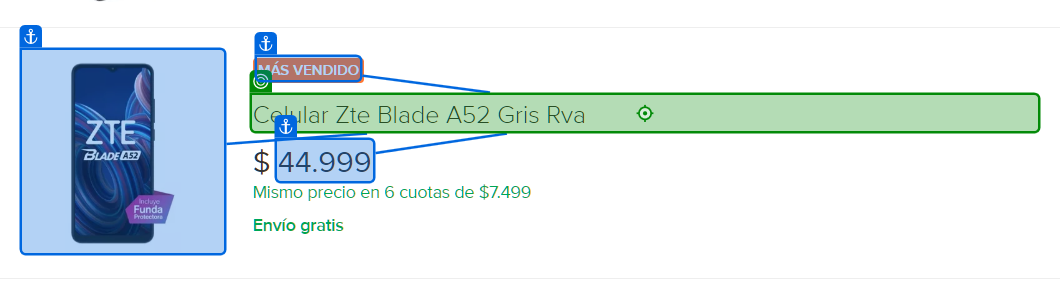 MÁS VENDIDO
Celular Zte Blade A52 Gris Rva
$ 44.999
Mismo precio en 6 cuotas de $7.499
Envío gratis
ZTE
BLADE A52
Incluye
Funda
Protectora